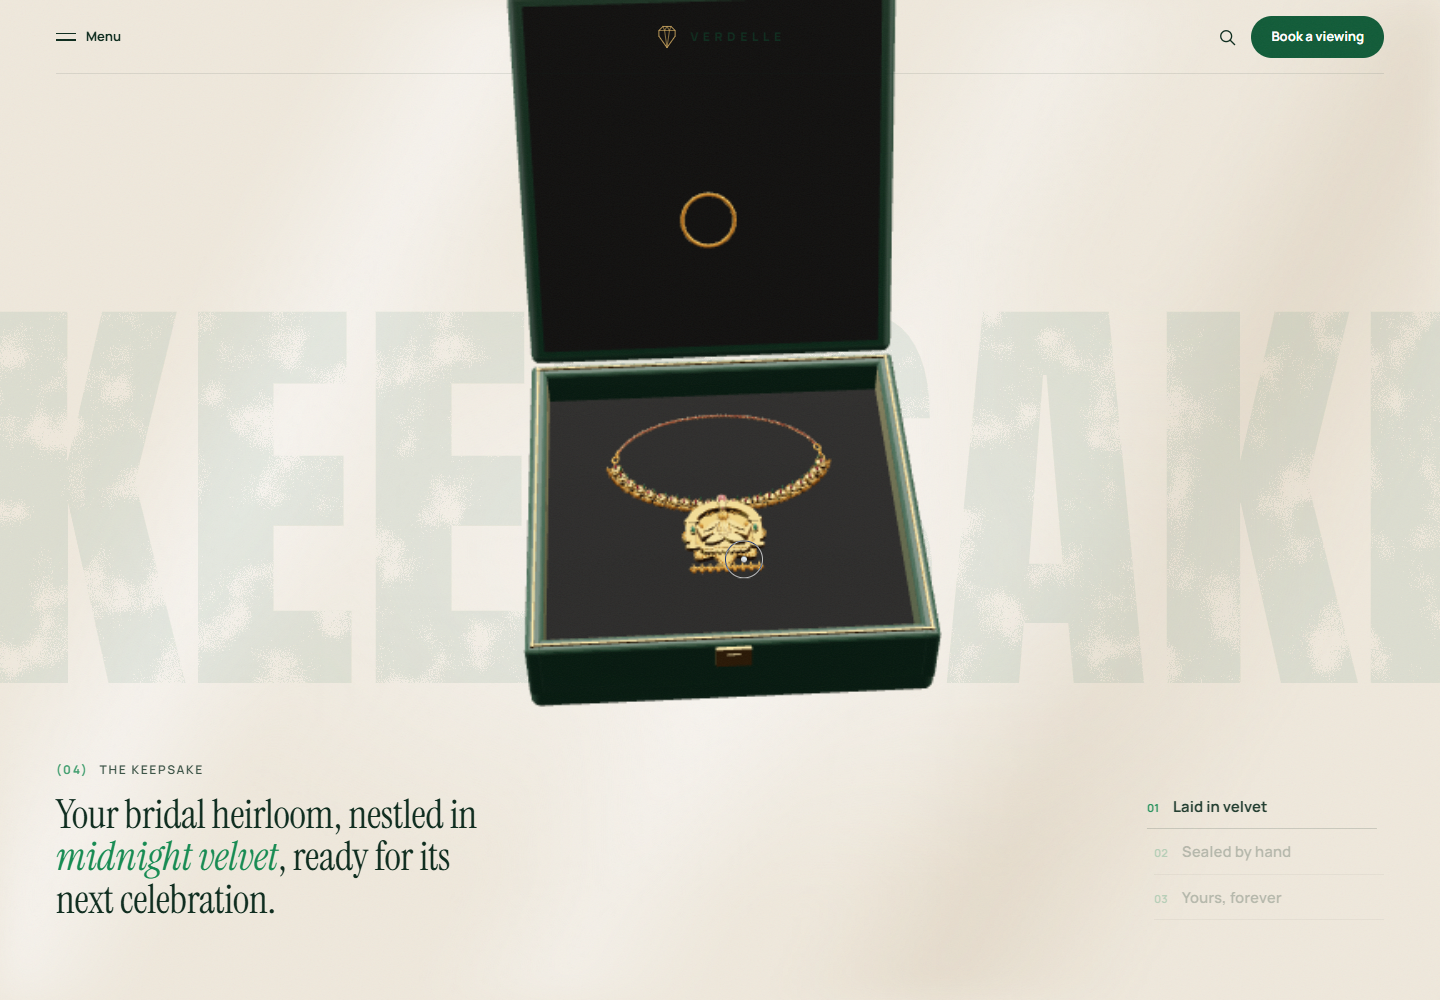 Menu
VERDELLE
Book a viewing
KEEPSAKE
(04) THE KEEPSAKE
Your bridal heirloom, nestled in
midnight velvet, ready for its
next celebration.
01 Laid in velvet
02 Sealed by hand
03 Yours, forever